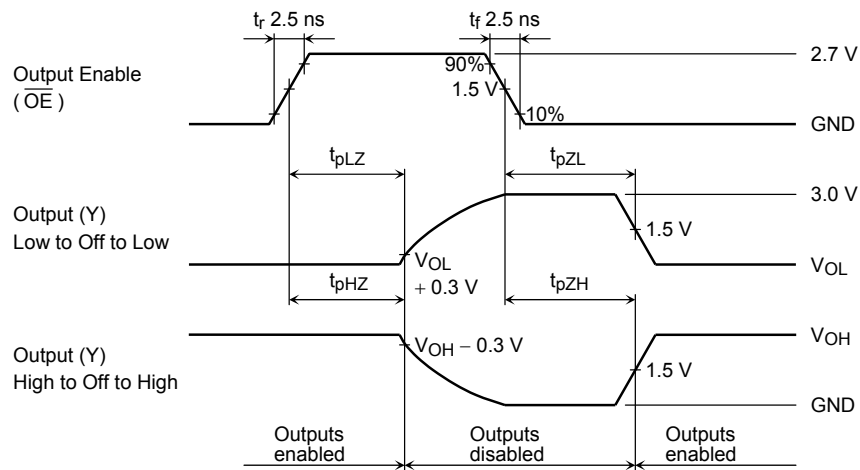 tr 2.5 ns
tf 2.5 ns
Output Enable
( OE )
90%
1.5 V
10%
2.7 V
GND
tpLZ
tpZL
Output (Y)
Low to Off to Low
3.0 V
1.5 V
VOL
+ 0.3 V
VOL
tpHZ
tpZH
Output (Y)
High to Off to High
VOH − 0.3 V
1.5 V
VOH
GND
Outputs
enabled
Outputs
disabled
Outputs
enabled